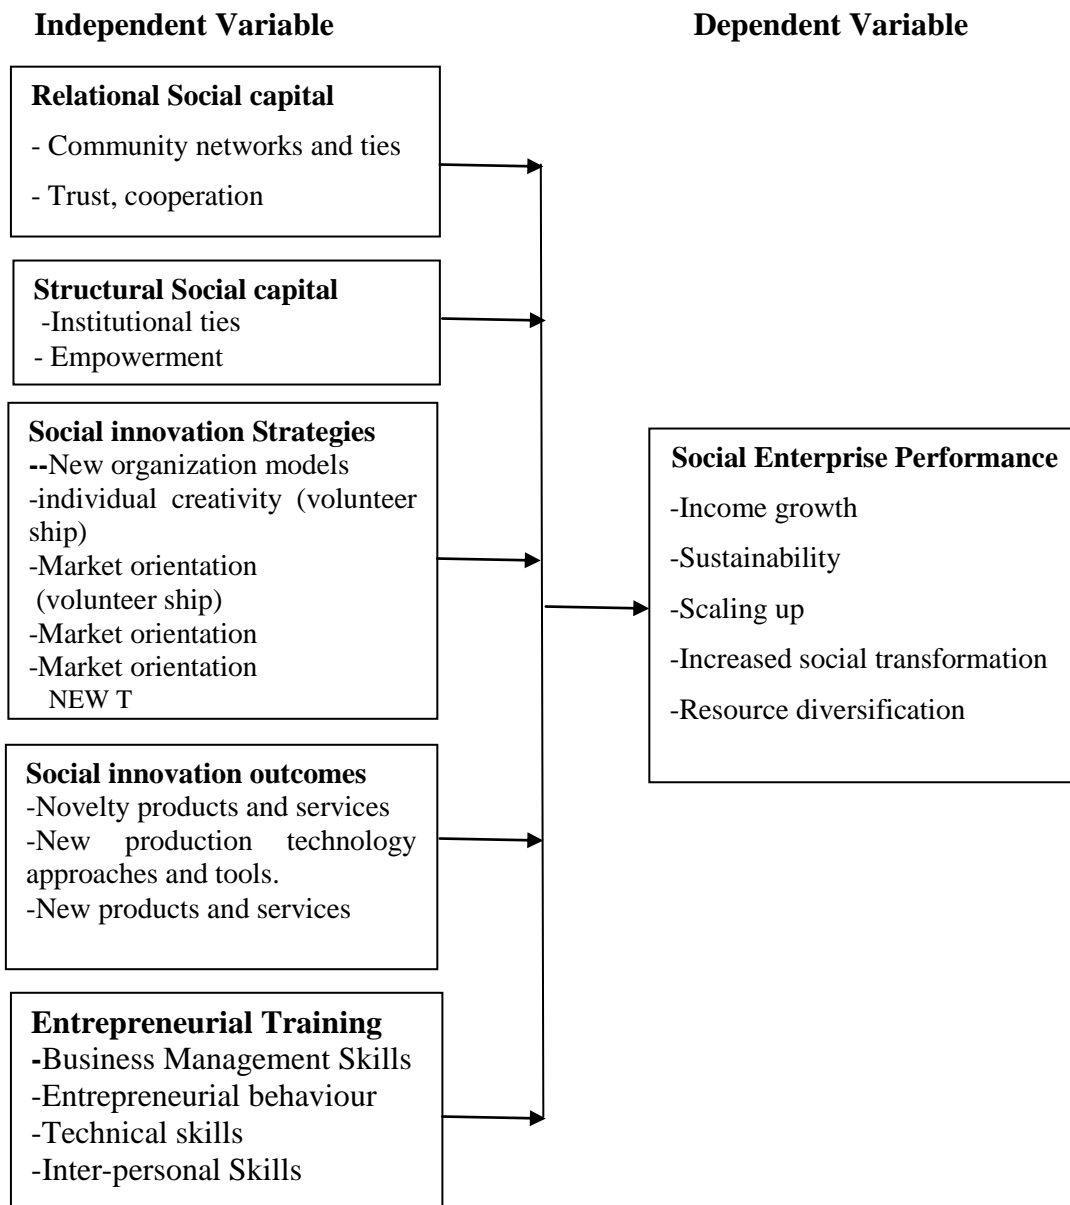 Independent Variable
Dependent Variable
Relational Social capital
- Community networks and ties
- Trust, cooperation
Structural Social capital
-Institutional ties
- Empowerment
Social innovation Strategies
--New organization models
-individual creativity (volunteer
ship)
-Market orientation
(volunteer ship)
-Market orientation
-Market orientation
NEW T
Social innovation outcomes
-Novelty products and services
-New production technology
approaches and tools.
-New products and services
Entrepreneurial Training
-Business Management Skills
-Entrepreneurial behaviour
-Technical skills
-Inter-personal Skills
Social Enterprise Performance
-Income growth
-Sustainability
-Scaling up
-Increased social transformation
-Resource diversification